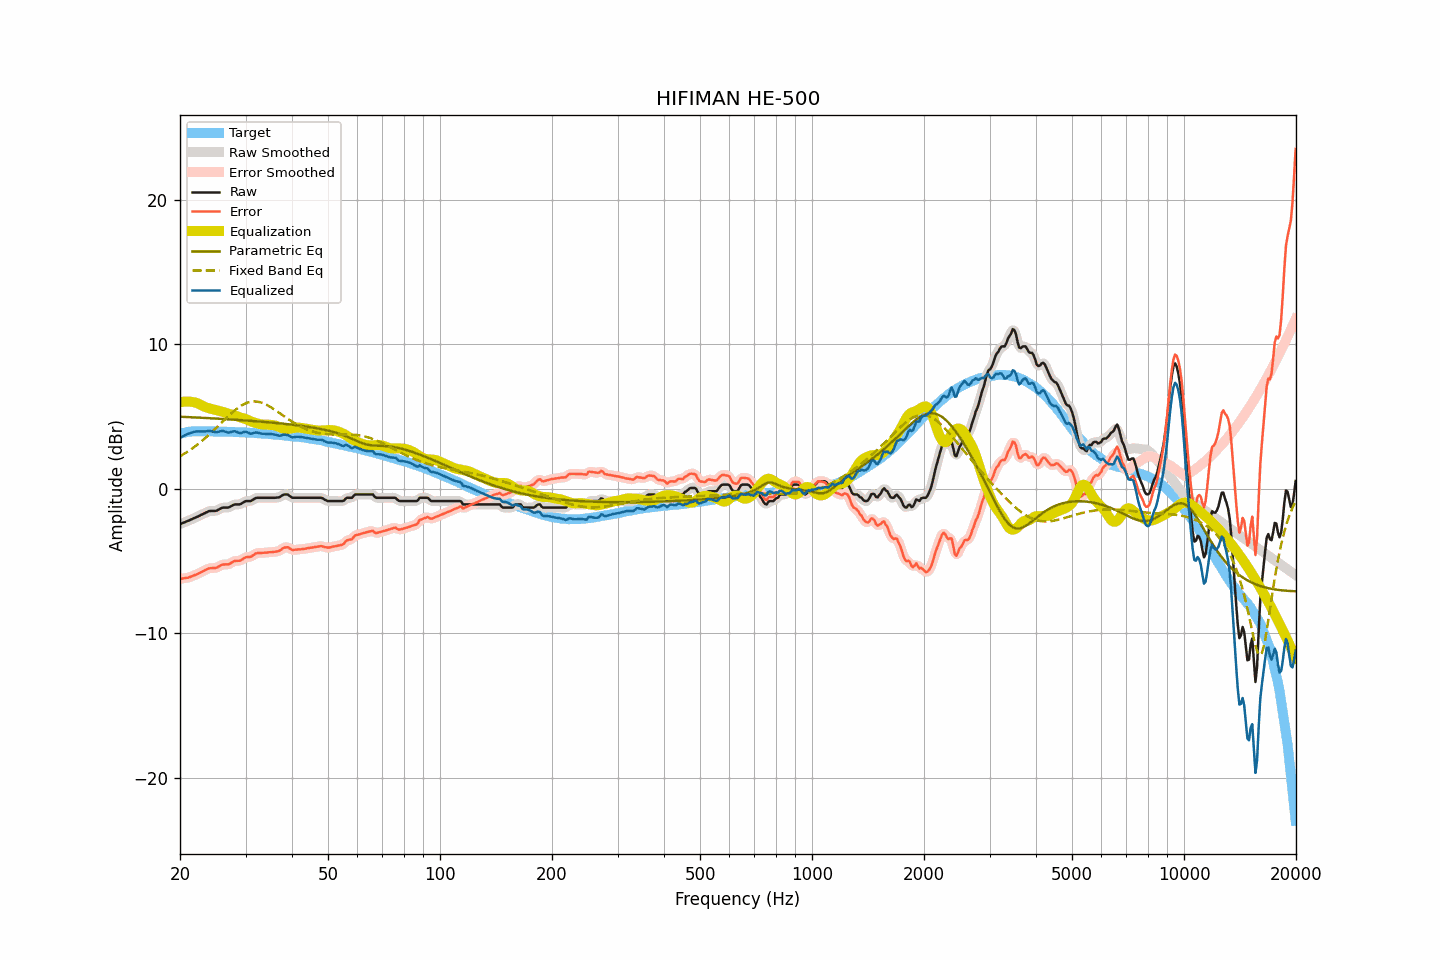 HIFIMAN HE-500
Target
Raw Smoothed
Error Smoothed
Raw
Error
Equalization
Parametric Eq
Fixed Band Eq
Equalized
20
10
0
−10
−20
Amplitude (dBr)
20 50 100 200 500 1000 2000 5000 10000 20000
Frequency (Hz)